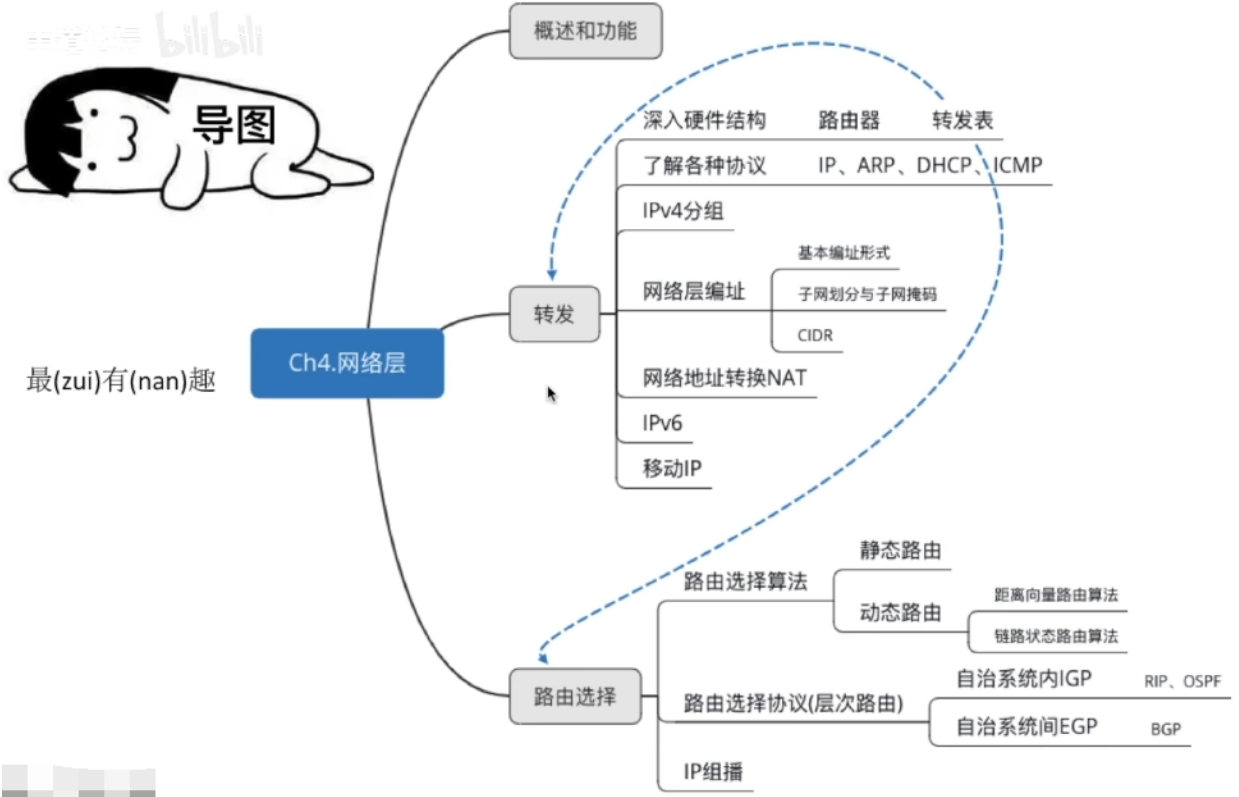 bilibili
导图
概述和功能
深入硬件结构 路由器 转发表
了解各种协议 IP、ARP、DHCP、ICMP
IPv4分组
网络层编址
基本编址形式
子网划分与子网掩码
CIDR
转发
网络地址转换NAT
IPv6
移动IP
Ch4.网络层
最(zui)有(nan)趣
路由选择
路由选择算法
静态路由
动态路由
距离向量路由算法
链路状态路由算法
路由选择协议(层次路由)
自治系统内IGP RIP、OSPF
自治系统间EGP BGP
IP组播